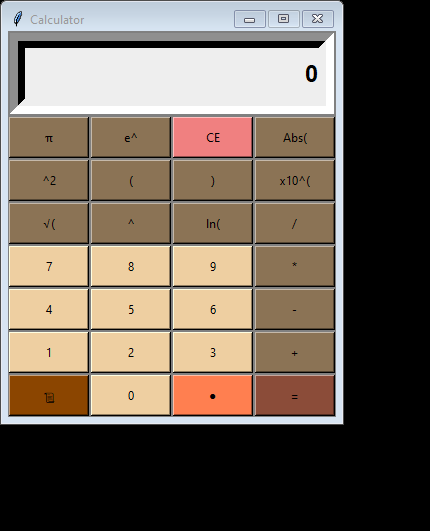 Calculator
0
π e^ CE Abs(
^2 ( ) x10^(
√( ^ ln( /
7 8 9 *
4 5 6 -
1 2 3 +
📜 0 • =